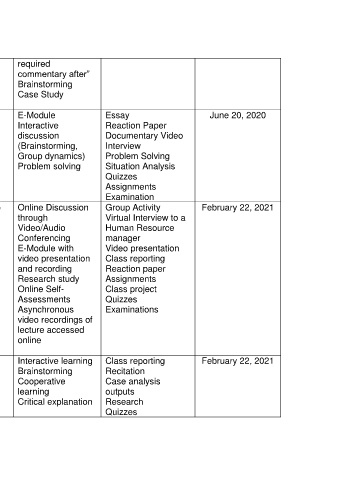 required
commentary after"
Brainstorming
Case Study
E-Module
Interactive
discussion
(Brainstorming,
Group dynamics)
Problem solving
Essay
Reaction Paper
Documentary Video
Interview
Problem Solving
Situation Analysis
Quizzes
Assignments
Examination
June 20, 2020
Online Discussion
through
Video/Audio
Conferencing
E-Module with
video presentation
and recording
Research study
Online Self-
Assessments
Asynchronous
video recordings of
lecture accessed
online
Group Activity
Virtual Interview to a
Human Resource
manager
Video presentation
Class reporting
Reaction paper
Assignments
Class project
Quizzes
Examinations
February 22, 2021
Interactive learning
Brainstorming
Cooperative
learning
Critical explanation
Class reporting
Recitation
Case analysis
outputs
Research
Quizzes
February 22, 2021